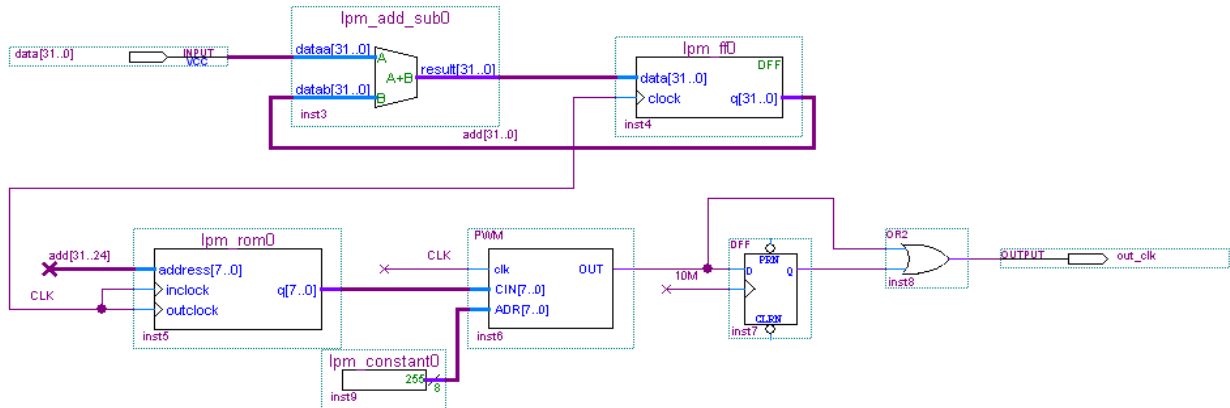 lpm_add_sub0
data[31..0]
INPUT
VCC
dataa[31..0]
A
A+B
result[31..0]
datab[31..0]
B
inst3
lpm_ff0
DFF
data[31..0]
clock
q[31..0]
inst4
add[31..0]
lpm_rom0
add[31..24]
address[7..0]
CLK
inclock
q[7..0]
outclock
inst5
PWM
CLK
clk
OUT
CIN[7..0]
ADR[7..0]
inst6
DFF
PRN
10M
D
Q
CLRN
inst7
OR2
inst8
OUTPUT
out_clk
lpm_constant0
255
8
inst9